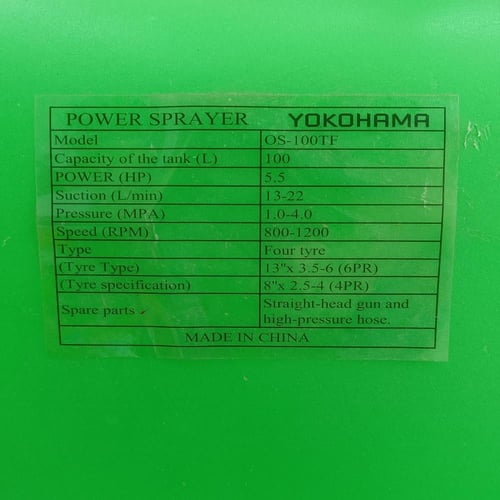 POWER SPRAYER YOKOHAMA
Model OS-100TF
Capacity of the tank (L) 100
POWER (HP) 5.5
Suction (L/min) 13-22
Pressure (MPA) 1.0-4.0
Speed (RPM) 800-1200
Type Four tyre
(Tyre Type) 13"x 3.5-6 (6PR)
(Tyre specification) 8"x 2.5-4 (4PR)
Spare parts Straight-head gun and
high-pressure hose.
MADE IN CHINA